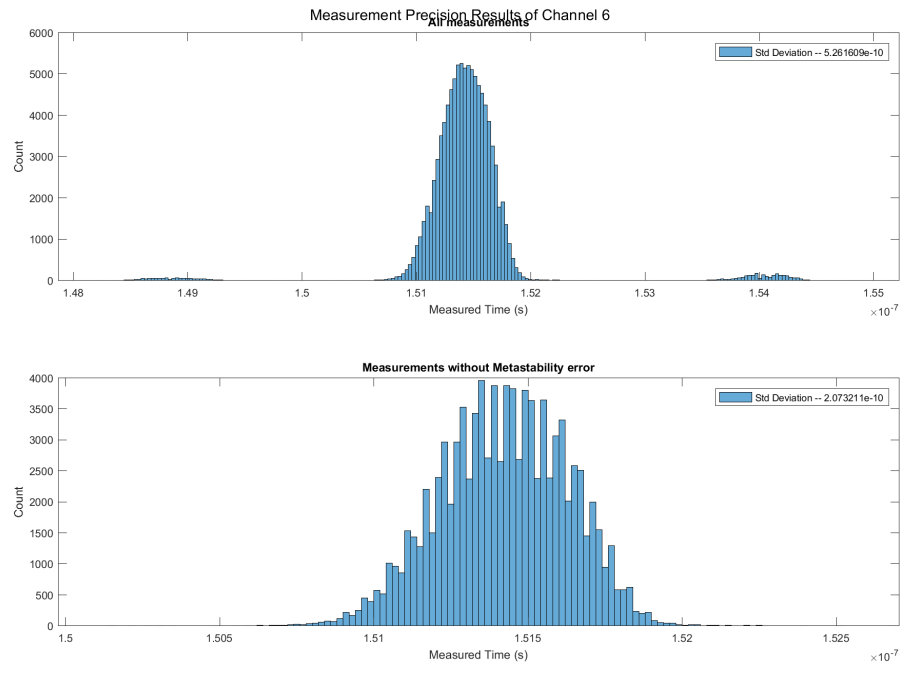 Measurement Precision Results of Channel 6
All measurements
6000
5000
4000
3000
2000
1000
0
Count
Std Deviation -- 5.261609e-10
1.48 1.49 1.5 1.51 1.52 1.53 1.54 1.55
Measured Time (s)
×10-7
Measurements without Metastability error
4000
3500
3000
2500
2000
1500
1000
500
0
Count
Std Deviation -- 2.073211e-10
1.5 1.505 1.51 1.515 1.52 1.525
Measured Time (s)
×10-7